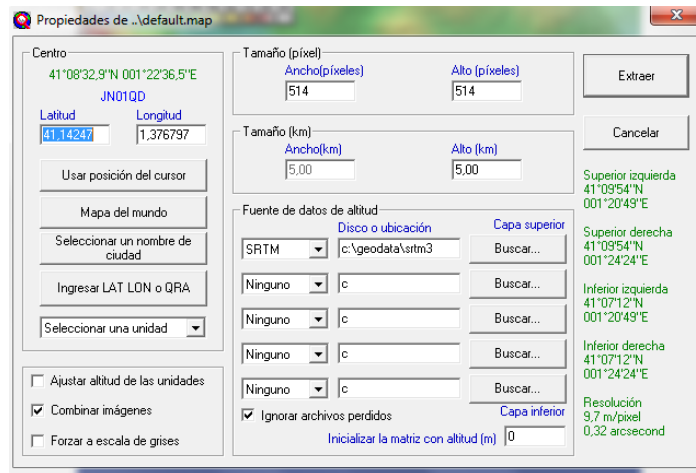 Propiedades de ..\default.map
Centro
41°08'32,9"N 001°22'36,5"E
JN01QD
Latitud Longitud
41,14247 1,376797
Usar posición del cursor
Mapa del mundo
Seleccionar un nombre de
ciudad
Ingresar LAT LON o QRA
Seleccionar una unidad
Ajustar altitud de las unidades
Combinar imágenes
Forzar a escala de grises
Tamaño (píxel)
Ancho(píxeles) Alto (píxeles)
514 514
Tamaño (km)
Ancho(km) Alto (km)
5,00 5,00
Fuente de datos de altitud
Disco o ubicación Capa superior
SRTM c:\geodata\srtm3 Buscar...
Ninguno c Buscar...
Ninguno c Buscar...
Ninguno c Buscar...
Ninguno c Buscar...
Ignorar archivos perdidos Capa inferior
Inicializar la matriz con altitud (m) 0
Extraer
Cancelar
Superior izquierda
41°09'54"N
001°20'49"E
Superior derecha
41°09'54"N
001°24'24"E
Inferior izquierda
41°07'12"N
001°20'49"E
Inferior derecha
41°07'12"N
001°24'24"E
Resolución
9,7 m/pixel
0,32 arcsecond